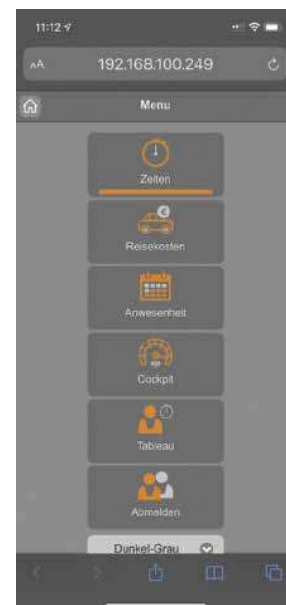 11:12
AA
192.168.100.249
Menu
Zeiten
€
Reisekosten
Anwesenheit
Cockpit
Tableau
Abmelden
Dunkel-Grau